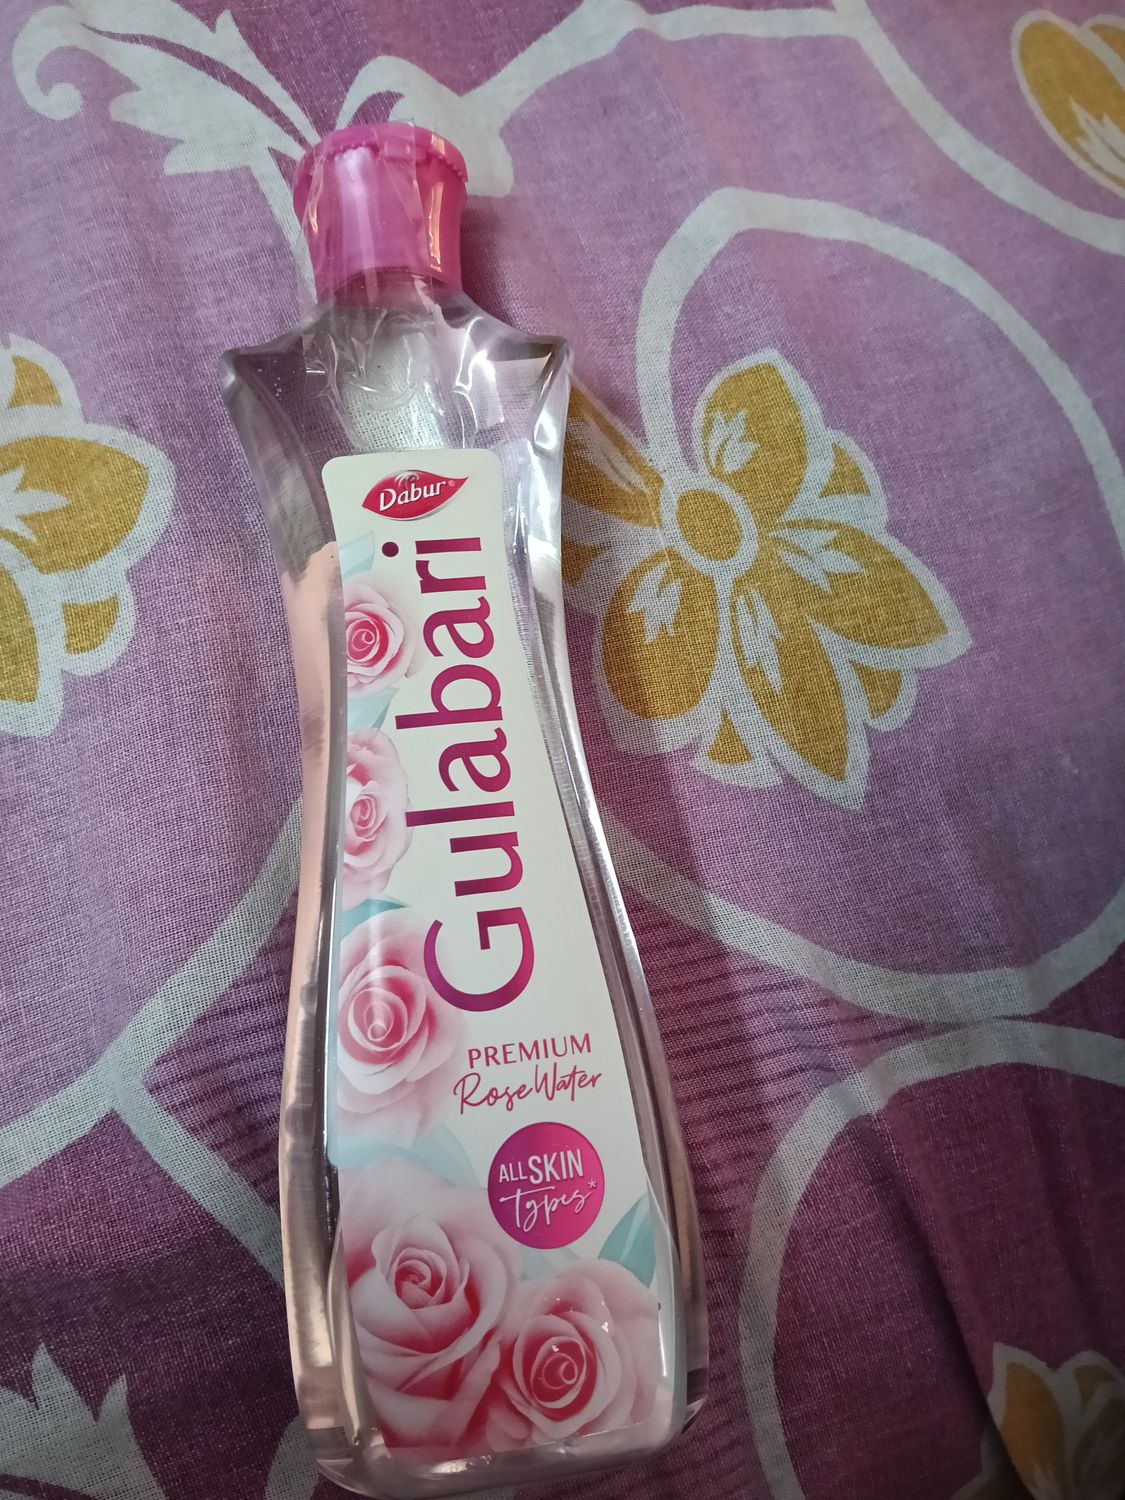 Dabur®
Gulabari
PREMIUM
Rose Water
ALL SKIN
Types*